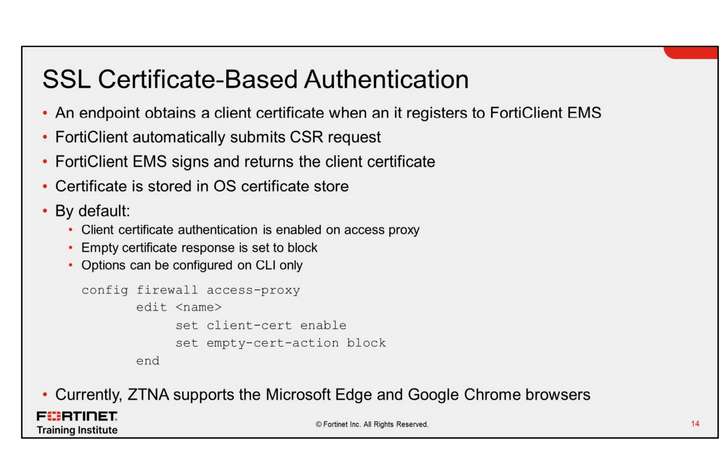 SSL Certificate-Based Authentication
• An endpoint obtains a client certificate when an it registers to FortiClient EMS
• FortiClient automatically submits CSR request
• FortiClient EMS signs and returns the client certificate
• Certificate is stored in OS certificate store
• By default:
• Client certificate authentication is enabled on access proxy
• Empty certificate response is set to block
• Options can be configured on CLI only
config firewall access-proxy
edit <name>
set client-cert enable
set empty-cert-action block
end
• Currently, ZTNA supports the Microsoft Edge and Google Chrome browsers
FORTINET
Training Institute
© Fortinet Inc. All Rights Reserved.
14